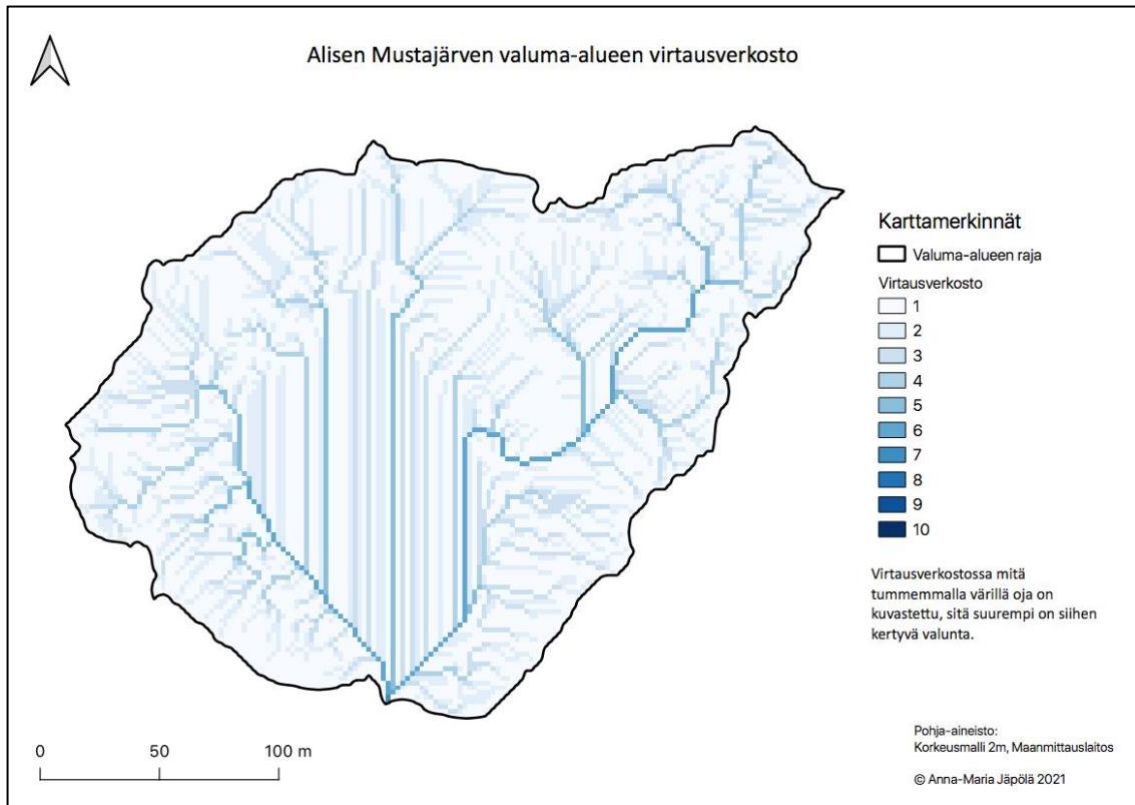 Alisen Mustajärven valuma-alueen virtausverkosto
Karttamerkinnät
Valuma-alueen raja
Virtausverkosto
1
2
3
4
5
6
7
8
9
10
Virtausverkostossa mitä
tummemmalla värillä oja on
kuvastettu, sitä suurempi on siihen
kertyvä valunta.
0 50 100 m
Pohja-aineisto:
Korkeusmalli 2m, Maanmittauslaitos
© Anna-Maria Jäpölä 2021